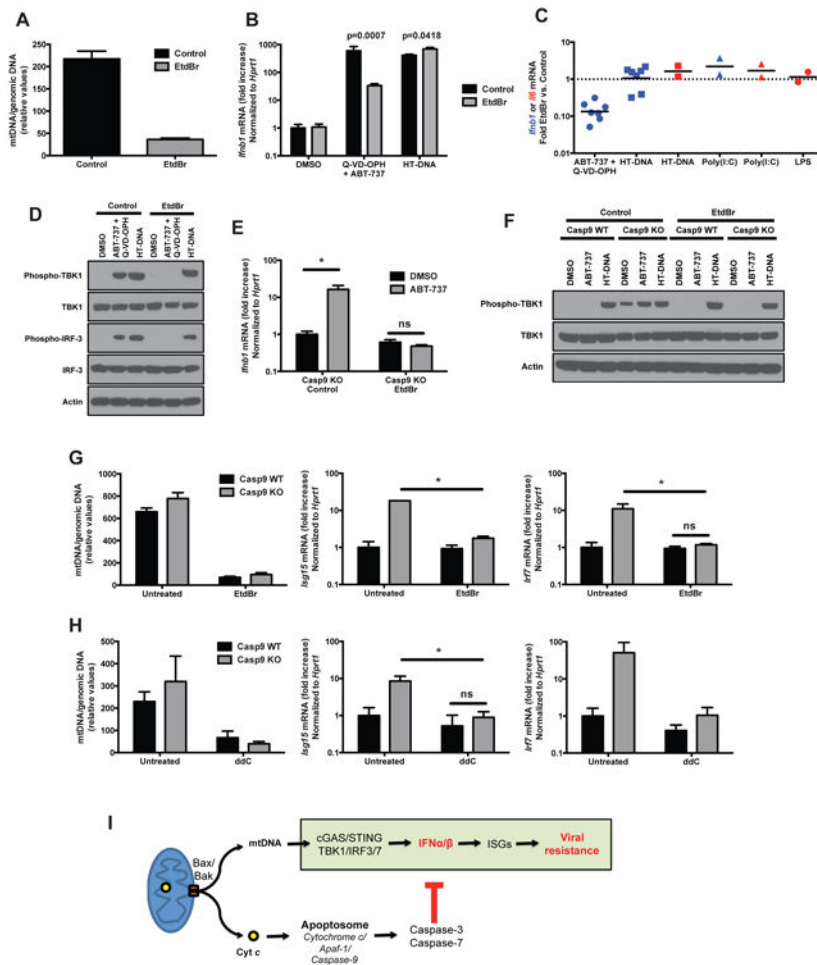 A
mtDNA/genomic DNA
(relative values)
250
200
150
100
50
0
Control
EtdBr
Control
EtdBr
B
Ifnb1 mRNA (fold increase)
Normalized to Hprt1
1000
100
10
1
0.1
p=0.0007
p=0.0418
DMSO
Q-VD-OPH
+ ABT-737
HT-DNA
Control
EtdBr
C
Ifnb1 or Il6 mRNA
Fold EtdBr vs. Control
100
10
1
0.10
0.01
ABT-737 +
Q-VD-OPH
HT-DNA
HT-DNA
Poly(I:C)
Poly(I:C)
LPS
D
Control
EtdBr
DMSO
ABT-737 +
Q-VD-OPH
HT-DNA
DMSO
ABT-737 +
Q-VD-OPH
HT-DNA
Phospho-TBK1
TBK1
Phospho-IRF-3
IRF-3
Actin
E
Ifnb1 mRNA (fold increase)
Normalized to Hprt1
100
10
1
0.1
*
ns
DMSO
ABT-737
Casp9 KO
Control
Casp9 KO
EtdBr
F
Control
EtdBr
Casp9 WT
Casp9 KO
Casp9 WT
Casp9 KO
DMSO
ABT-737
HT-DNA
DMSO
ABT-737
HT-DNA
DMSO
ABT-737
HT-DNA
DMSO
ABT-737
HT-DNA
Phospho-TBK1
TBK1
Actin
G
mtDNA/genomic DNA
(relative values)
1000
800
600
400
200
0
Casp9 WT
Casp9 KO
Untreated
EtdBr
Isg15 mRNA (fold increase)
Normalized to Hprt1
100
10
1
0.1
*
Untreated
EtdBr
Irf7 mRNA (fold increase)
Normalized to Hprt1
100
10
1
0.1
*
ns
Untreated
EtdBr
H
mtDNA/genomic DNA
(relative values)
500
400
300
200
100
0
Casp9 WT
Casp9 KO
Untreated
ddC
Isg15 mRNA (fold increase)
Normalized to Hprt1
100
10
1
0.1
*
ns
Untreated
ddC
Irf7 mRNA (fold increase)
Normalized to Hprt1
100
10
1
0.1
Untreated
ddC
I
Bax/
Bak
mtDNA
cGAS/STING
TBK1/IRF3/7
IFNα/β
ISGs
Viral
resistance
Cyt c
Apoptosome
Cytochrome c/
Apaf-1/
Caspase-9
Caspase-3
Caspase-7